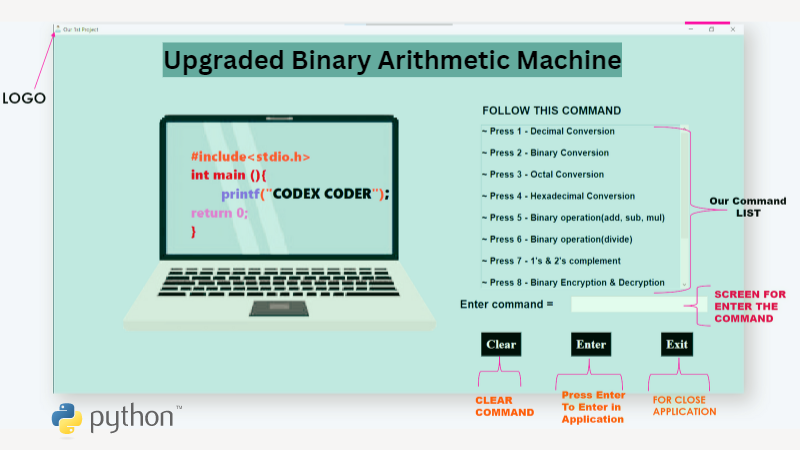 Our 1st Project
Upgraded Binary Arithmetic Machine
LOGO
FOLLOW THIS COMMAND
~ Press 1 - Decimal Conversion
~ Press 2 - Binary Conversion
~ Press 3 - Octal Conversion
~ Press 4 - Hexadecimal Conversion
~ Press 5 - Binary operation(add, sub, mul)
~ Press 6 - Binary operation(divide)
~ Press 7 - 1's & 2's complement
~ Press 8 - Binary Encryption & Decryption
#include<stdio.h>
int main (){
printf("CODEX CODER");
return 0;
}
Our Command
LIST
Enter command =
SCREEN FOR
ENTER THE
COMMAND
Clear
Enter
Exit
CLEAR
COMMAND
Press Enter
To Enter in
Application
FOR CLOSE
APPLICATION
python™